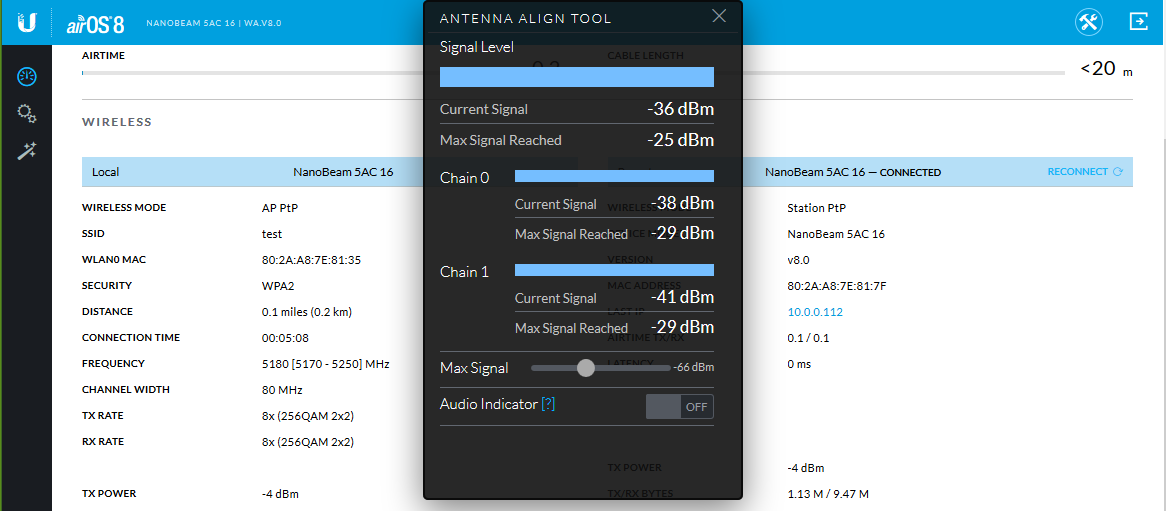 U airOS 8 NANOBEAM 5AC 16 | WA.V8.0
ANTENNA ALIGN TOOL
Signal Level
Current Signal -36 dBm
Max Signal Reached -25 dBm
Chain 0
Current Signal -38 dBm
Max Signal Reached -29 dBm
Chain 1
Current Signal -41 dBm
Max Signal Reached -29 dBm
Max Signal -66 dBm
Audio Indicator [?] OFF
AIRTIME
CABLE LENGTH <20 m
WIRELESS
Local NanoBeam 5AC 16
WIRELESS MODE AP PtP
SSID test
WLAN0 MAC 80:2A:A8:7E:81:35
SECURITY WPA2
DISTANCE 0.1 miles (0.2 km)
CONNECTION TIME 00:05:08
FREQUENCY 5180 [5170 - 5250] MHz
CHANNEL WIDTH 80 MHz
TX RATE 8x (256QAM 2x2)
RX RATE 8x (256QAM 2x2)
TX POWER -4 dBm
NanoBeam 5AC 16 — CONNECTED RECONNECT
Station PtP
NanoBeam 5AC 16
VERSION v8.0
MAC ADDRESS 80:2A:A8:7E:81:7F
LAST IP 10.0.0.112
AIRTIME TX/RX 0.1 / 0.1
LATENCY 0 ms
TX POWER -4 dBm
TX/RX BYTES 1.13 M / 9.47 M